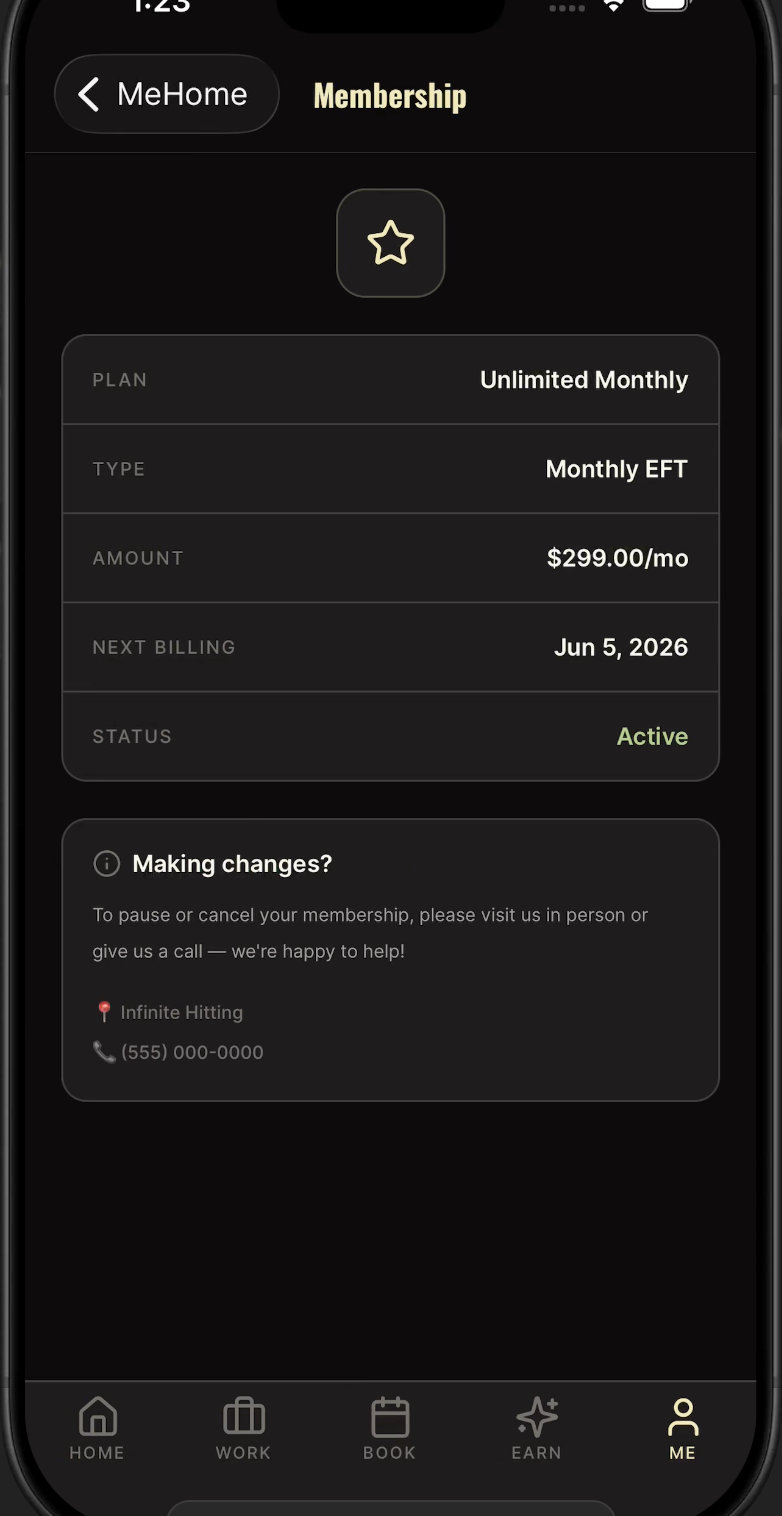 1:23
MeHome
Membership
PLAN
Unlimited Monthly
TYPE
Monthly EFT
AMOUNT
$299.00/mo
NEXT BILLING
Jun 5, 2026
STATUS
Active
Making changes?
To pause or cancel your membership, please visit us in person or
give us a call — we're happy to help!
📍 Infinite Hitting
📞 (555) 000-0000
HOME
WORK
BOOK
EARN
ME